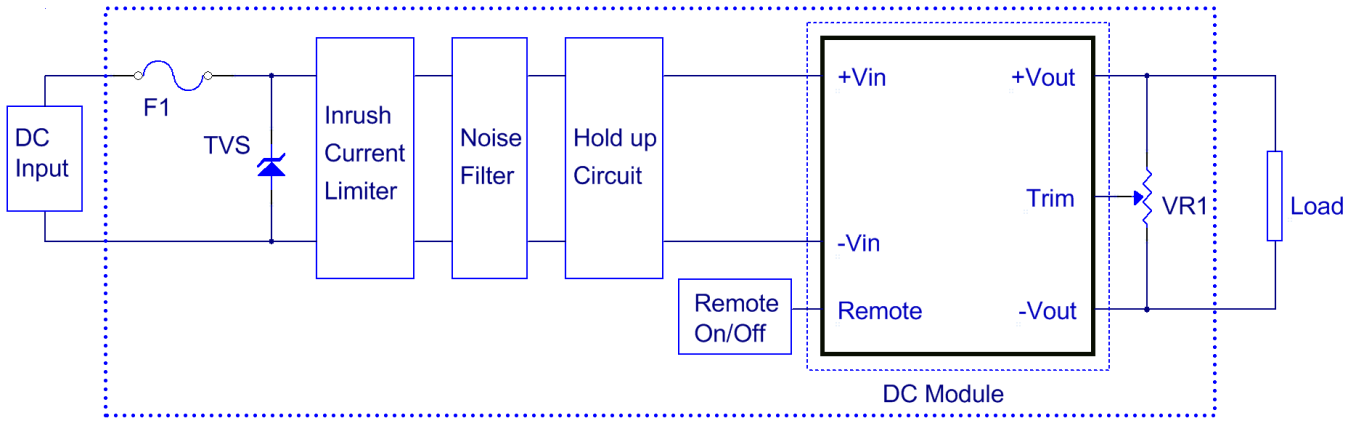 DC
Input
F1
TVS
Inrush
Current
Limiter
Noise
Filter
Hold up
Circuit
+Vin
-Vin
Remote
On/Off
Remote
+Vout
Trim
-Vout
DC Module
VR1
Load